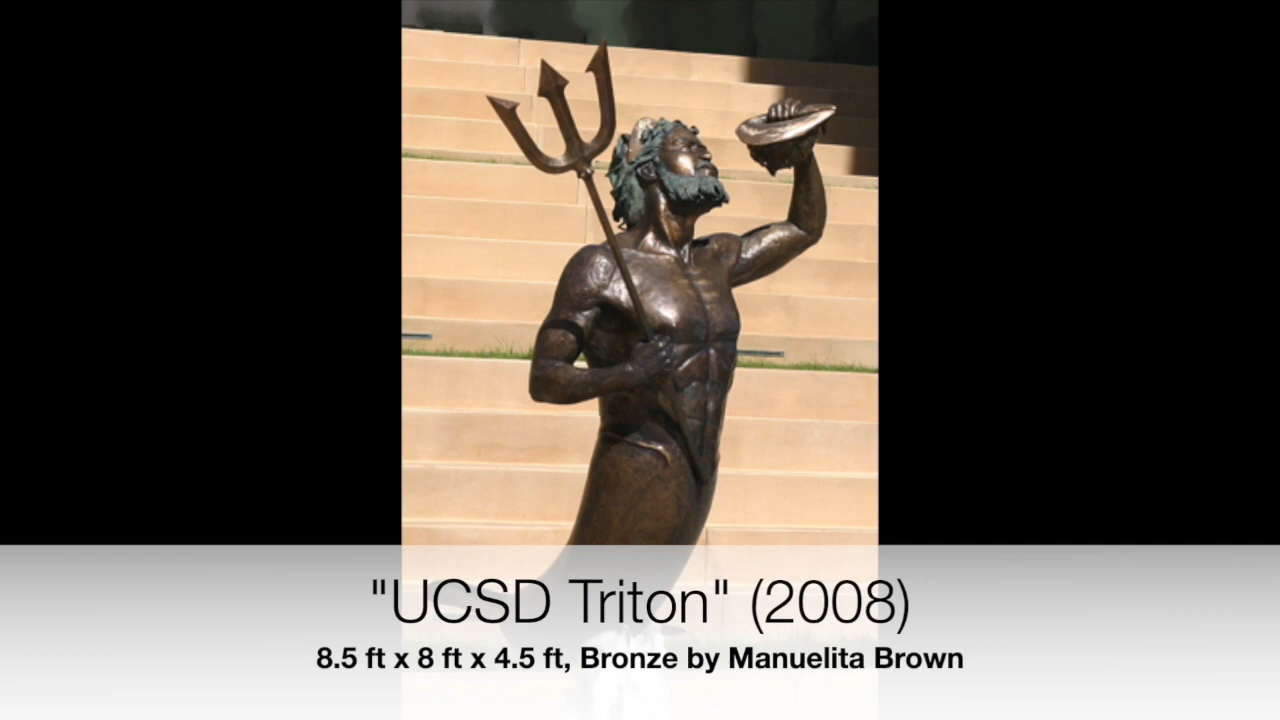 "UCSD Triton" (2008)
8.5 ft x 8 ft x 4.5 ft, Bronze by Manuelita Brown